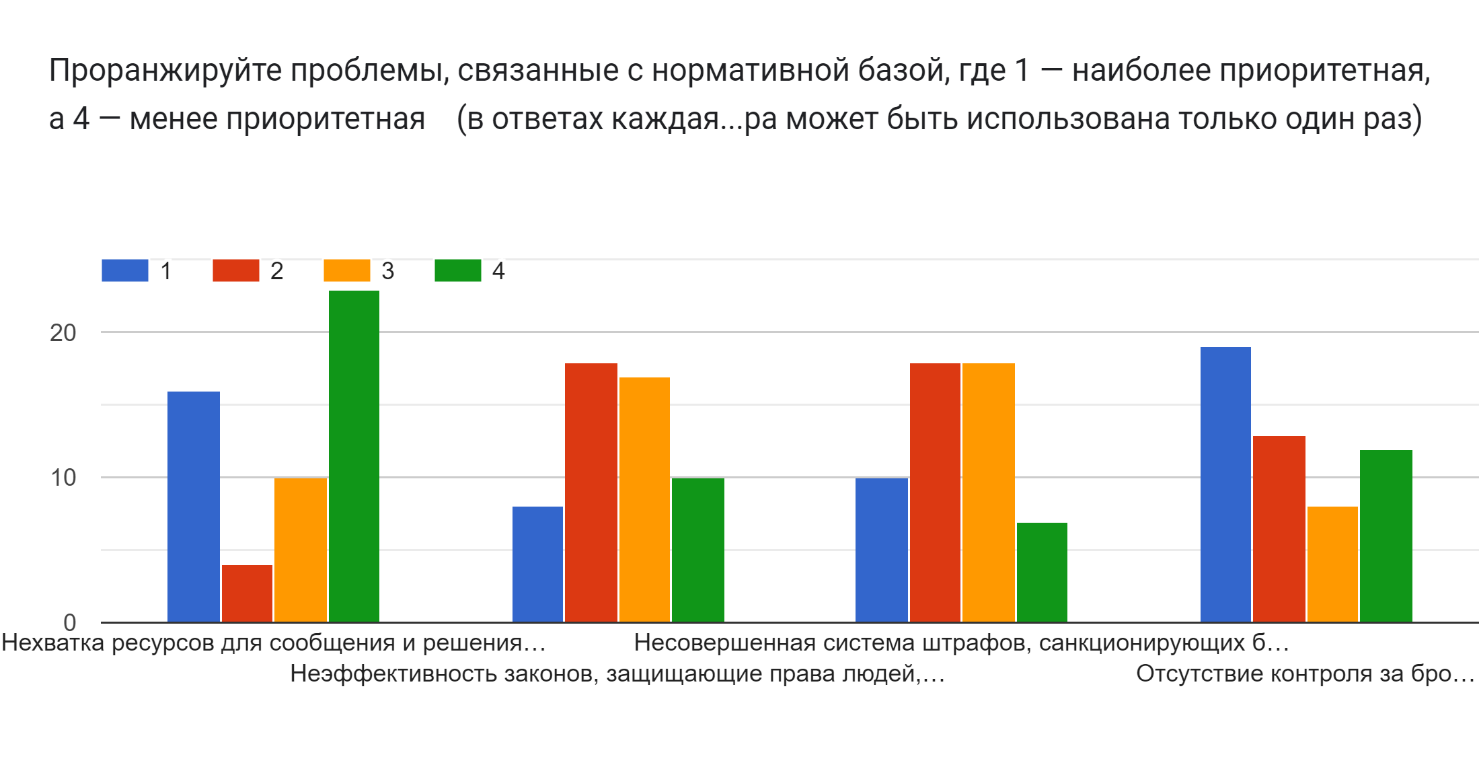 Проранжируйте проблемы, связанные с нормативной базой, где 1 — наиболее приоритетная,
а 4 — менее приоритетная (в ответах каждая...ра может быть использована только один раз)
1 2 3 4
20
10
0
Нехватка ресурсов для сообщения и решения…
Несовершенная система штрафов, санкционирующих б…
Неэффективность законов, защищающие права людей,…
Отсутствие контроля за бро…